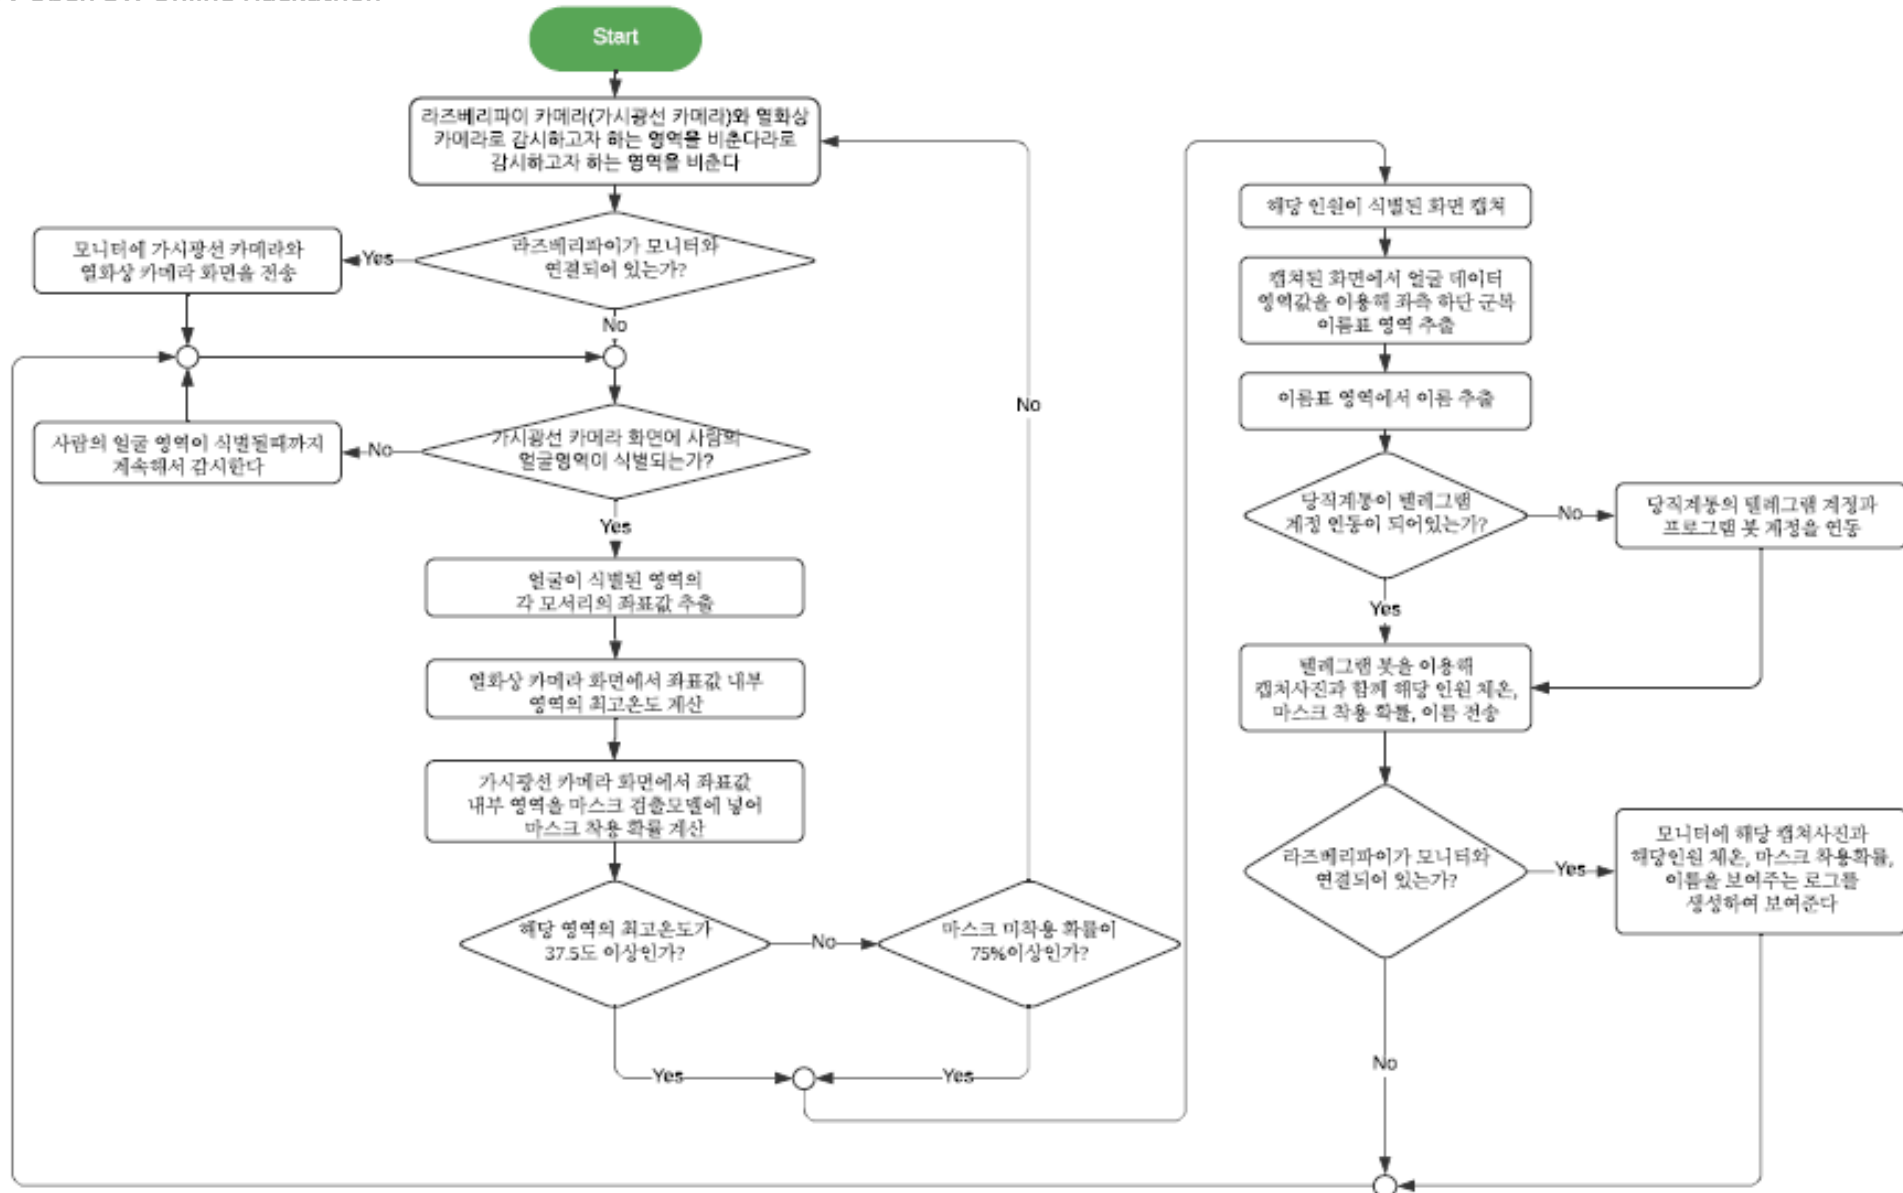 Start
라즈베리파이 카메라(가시광선 카메라)와 열화상
카메라로 감시하고자 하는 영역을 비춘다라로
감시하고자 하는 영역을 비춘다
라즈베리파이가 모니터와
연결되어 있는가?
Yes
모니터에 가시광선 카메라와
열화상 카메라 화면을 전송
No
가시광선 카메라 화면에 사람의
얼굴영역이 식별되는가?
No
사람의 얼굴 영역이 식별될때까지
계속해서 감시한다
Yes
얼굴이 식별된 영역의
각 모서리의 좌표값 추출
열화상 카메라 화면에서 좌표값 내부
영역의 최고온도 계산
가시광선 카메라 화면에서 좌표값
내부 영역을 마스크 검출모델에 넣어
마스크 착용 확률 계산
해당 영역의 최고온도가
37.5도 이상인가?
No
마스크 미착용 확률이
75%이상인가?
No
Yes
Yes
해당 인원이 식별된 화면 캡쳐
캡쳐된 화면에서 얼굴 데이터
영역값을 이용해 좌측 하단 군복
이름표 영역 추출
이름표 영역에서 이름 추출
당직계통이 텔레그램
계정 연동이 되어있는가?
No
당직계통의 텔레그램 계정과
프로그램 봇 계정을 연동
Yes
텔레그램 봇을 이용해
캡처사진과 함께 해당 인원 체온,
마스크 착용 확률, 이름 전송
라즈베리파이가 모니터와
연결되어 있는가?
Yes
모니터에 해당 캡처사진과
해당인원 체온, 마스크 착용확률,
이름을 보여주는 로그를
생성하여 보여준다
No